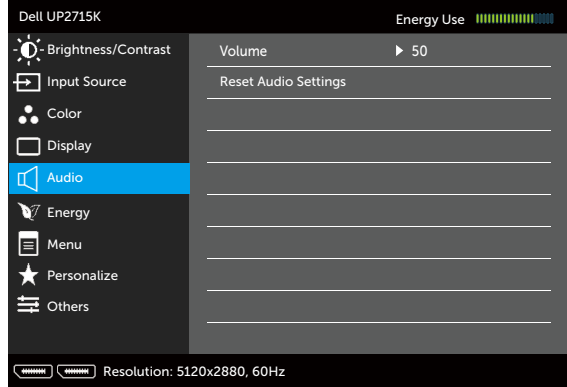 Dell UP2715K
Energy Use
Brightness/Contrast
Volume 50
Input Source
Reset Audio Settings
Color
Display
Audio
Energy
Menu
Personalize
Others
Resolution: 5120x2880, 60Hz